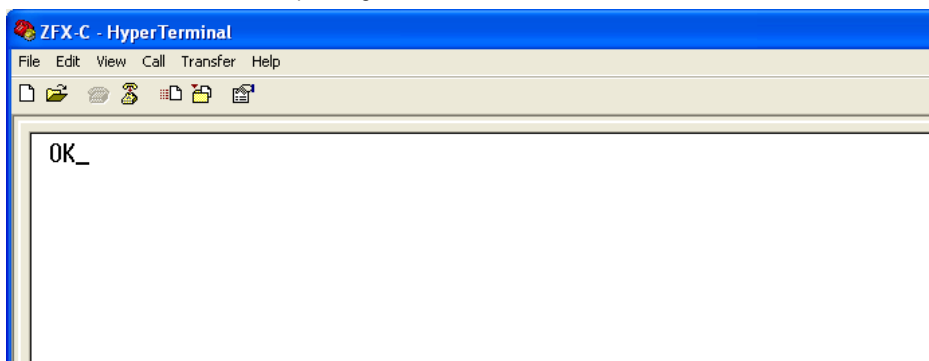 ZFX-C - HyperTerminal
File Edit View Call Transfer Help
OK_